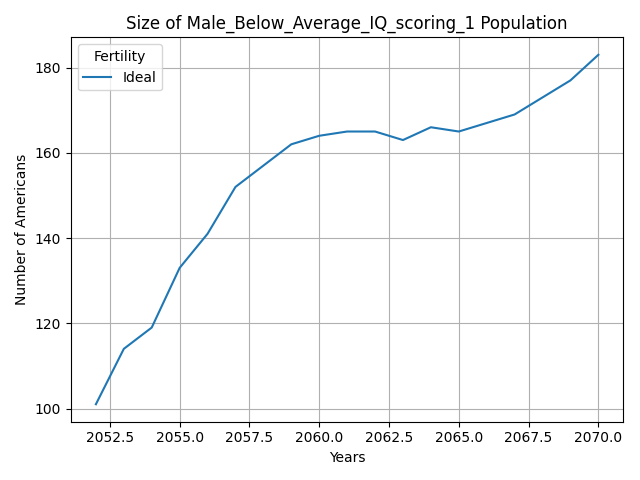 Size of Male_Below_Average_IQ_scoring_1 Population
Fertility
Ideal
Number of Americans
180
160
140
120
100
2052.5 2055.0 2057.5 2060.0 2062.5 2065.0 2067.5 2070.0
Years